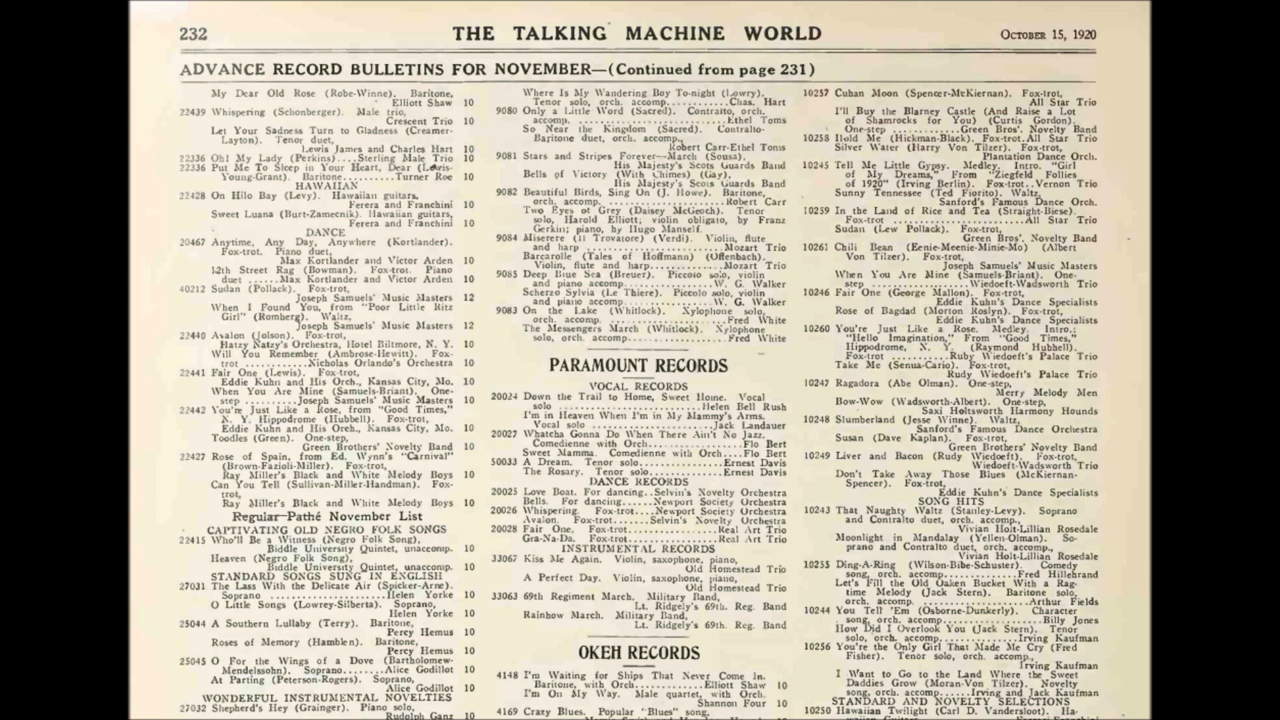 232
THE TALKING MACHINE WORLD
OCTOBER 15, 1920
ADVANCE RECORD BULLETINS FOR NOVEMBER—(Continued from page 231)
My Dear Old Rose (Robe-Winne). Baritone,
Elliott Shaw 10
22439 Whispering (Schonberger). Male trio,
Crescent Trio 10
Let Your Sadness Turn to Gladness (Creamer-
Layton). Tenor duet,
Lewis James and Charles Hart 10
22336 Oh! My Lady (Perkins)....Sterling Male Trio 10
22336 Put Me To Sleep in Your Heart, Dear (Lewis-
Young-Grant). Baritone..........Turner Roe 10
HAWAIIAN
22428 On Hilo Bay (Levy). Hawaiian guitars,
Ferera and Franchini 10
Sweet Luana (Burt-Zamecnik). Hawaiian guitars,
Ferera and Franchini 10
DANCE
20467 Anytime, Any Day, Anywhere (Kortlander).
Fox-trot. Piano duet,
Max Kortlander and Victor Arden 10
12th Street Rag (Bowman). Fox-trot. Piano
duet .......Max Kortlander and Victor Arden 10
40212 Sudan (Pollack). Fox-trot,
Joseph Samuels' Music Masters 12
When I Found You, from "Poor Little Ritz
Girl" (Romberg). Waltz,
Joseph Samuels' Music Masters 12
22440 Avalon (Jolson). Fox-trot,
Hatry Natzy's Orchestra, Hotel Biltmore, N. Y. 10
Will You Remember (Ambrose-Hewitt). Fox-
trot ............Nicholas Orlando's Orchestra 10
22441 Fair One (Lewis). Fox-trot,
Eddie Kuhn and His Orch., Kansas City, Mo. 10
When You Are Mine (Samuels-Briant). One-
step ...........Joseph Samuels' Music Masters 10
22442 You're Just Like a Rose, from "Good Times,"
N. Y. Hippodrome (Hubbell). Fox-trot,
Eddie Kuhn and His Orch., Kansas City, Mo. 10
Toodles (Green). One-step,
Green Brothers' Novelty Band 10
22427 Rose of Spain, from Ed. Wynn's "Carnival"
(Brown-Fazioli-Miller). Fox-trot,
Ray Miller's Black and White Melody Boys 10
Can You Tell (Sullivan-Miller-Handman). Fox-
trot,
Ray Miller's Black and White Melody Boys 10
Regular Pathé November List
CAPTIVATING OLD NEGRO FOLK SONGS
22415 Who'll Be a Witness (Negro Folk Song),
Biddle University Quintet, unaccomp. 10
Heaven (Negro Folk Song),
Biddle University Quintet, unaccomp. 10
STANDARD SONGS SUNG IN ENGLISH
27031 The Lass With the Delicate Air (Spicker-Arne).
Soprano ........................Helen Yorke 10
O Little Songs (Lowrey-Silberta). Soprano,
Helen Yorke 10
25044 A Southern Lullaby (Terry). Baritone,
Percy Hemus 10
Roses of Memory (Hamblen). Baritone,
Percy Hemus 10
25045 O For the Wings of a Dove (Bartholomew-
Mendelssohn). Soprano......Alice Godillot 10
At Parting (Peterson-Rogers). Soprano,
Alice Godillot 10
WONDERFUL INSTRUMENTAL NOVELTIES
27032 Shepherd's Hey (Grainger). Piano solo,
Rudolph Ganz 10
Where Is My Wandering Boy To-night (Lowry).
Tenor solo, orch. accomp............Chas. Hart
9080 Only a Little Word (Sacred). Contralto, orch.
accomp. ........................Ethel Toms
So Near the Kingdom (Sacred). Contralto-
Baritone duet, orch. accomp.,
Robert Carr-Ethel Toms
9081 Stars and Stripes Forever—March (Sousa),
His Majesty's Scots Guards Band
Bells of Victory (With Chimes) (Gay),
His Majesty's Scots Guards Band
9082 Beautiful Birds, Sing On (J. Howe). Baritone,
orch. accomp....................Robert Carr
Two Eyes of Grey (Daisey McGeoch). Tenor
solo, Harold Elliott; violin obligato, by Franz
Gerkin; piano, by Hugo Manself.
9084 Miserere (Il Trovatore) (Verdi). Violin, flute
and harp ........................Mozart Trio
Barcarolle (Tales of Hoffmann) (Offenbach).
Violin, flute and harp..............Mozart Trio
9085 Deep Blue Sea (Breuer). Piccolo solo, violin
and piano accomp................W. G. Walker
Scherzo Sylvia (Le Thiere). Piccolo solo, violin
and piano accomp................W. G. Walker
9083 On the Lake (Whitlock). Xylophone solo,
orch. accomp......................Fred White
The Messengers March (Whitlock). Xylophone
solo, orch. accomp................Fred White
PARAMOUNT RECORDS
VOCAL RECORDS
20024 Down the Trail to Home, Sweet Home. Vocal
solo ........................Helen Bell Rush
I'm in Heaven When I'm in My Mammy's Arms.
Vocal solo ....................Jack Landauer
20027 Whatcha Gonna Do When There Ain't No Jazz.
Comedienne with Orch...............Flo Bert
Sweet Mamma. Comedienne with Orch....Flo Bert
50033 A Dream. Tenor solo..............Ernest Davis
The Rosary. Tenor solo............Ernest Davis
DANCE RECORDS
20025 Love Boat. For dancing..Selvin's Novelty Orchestra
Bells. For dancing......Newport Society Orchestra
20026 Whispering. Fox-trot....Newport Society Orchestra
Avalon. Fox-trot......Selvin's Novelty Orchestra
20028 Fair One. Fox-trot..............Real Art Trio
Gra-Na-Da. Fox-trot..............Real Art Trio
INSTRUMENTAL RECORDS
33067 Kiss Me Again. Violin, saxophone, piano,
Old Homestead Trio
A Perfect Day. Violin, saxophone, piano,
Old Homestead Trio
33063 69th Regiment March. Military Band,
Lt. Ridgely's 69th. Reg. Band
Rainbow March. Military Band,
Lt. Ridgely's 69th. Reg. Band
OKEH RECORDS
4148 I'm Waiting for Ships That Never Come In.
Baritone, with Orch............Elliott Shaw 10
I'm On My Way. Male quartet, with Orch.
Shannon Four 10
4169 Crazy Blues. Popular "Blues" song,
10257 Cuban Moon (Spencer-McKiernan). Fox-trot,
All Star Trio
I'll Buy the Blarney Castle (And Raise a Lot
of Shamrocks for You) (Curtis Gordon).
One-step ..............Green Bros'. Novelty Band
10258 Hold Me (Hickman-Black). Fox-trot.All Star Trio
Silver Water (Harry Von Tilzer). Fox-trot,
Plantation Dance Orch.
10245 Tell Me Little Gypsy. Medley. Intro. "Girl
of My Dreams," From "Ziegfeld Follies
of 1920" (Irving Berlin). Fox-trot..Vernon Trio
Sunny Tennessee (Ted Fiorito). Waltz,
Sanford's Famous Dance Orch.
10259 In the Land of Rice and Tea (Straight-Biese).
Fox-trot ........................All Star Trio
Sudan (Lew Pollack). Fox-trot,
Green Bros'. Novelty Band
10261 Chili Bean (Eenie-Meenie-Minie-Mo) (Albert
Von Tilzer). Fox-trot,
Joseph Samuels' Music Masters
When You Are Mine (Samuels-Briant). One-
step ....................Wiedoeft-Wadsworth Trio
10246 Fair One (George Mallon). Fox-trot,
Eddie Kuhn's Dance Specialists
Rose of Bagdad (Morton Roslyn). Fox-trot,
Eddie Kuhn's Dance Specialists
10260 You're Just Like a Rose. Medley. Intro.:
"Hello Imagination," From "Good Times,"
Hippodrome, N. Y. (Raymond Hubbell).
Fox-trot ............Ruby Wiedoeft's Palace Trio
Take Me (Senua-Cario). Fox-trot,
Rudy Wiedoeft's Palace Trio
10247 Ragadora (Abe Olman). One-step,
Merry Melody Men
Bow-Wow (Wadsworth-Albert). One-step,
Saxi Holtsworth Harmony Hounds
10248 Slumberland (Jesse Winne). Waltz,
Sanford's Famous Dance Orchestra
Susan (Dave Kaplan). Fox-trot,
Green Brothers' Novelty Band
10249 Liver and Bacon (Rudy Wiedoeft). Fox-trot,
Wiedoeft-Wadsworth Trio
Don't Take Away Those Blues (McKiernan-
Spencer). Fox-trot,
Eddie Kuhn's Dance Specialists
SONG HITS
10243 That Naughty Waltz (Stanley-Levy). Soprano
and Contralto duet, orch. accomp.,
Vivian Holt-Lillian Rosedale
Moonlight in Mandalay (Yellen-Olman). So-
prano and Contralto duet, orch. accomp.,
Vivian Holt-Lillian Rosedale
10255 Ding-A-Ring (Wilson-Bibe-Schuster). Comedy
song, orch. accomp..............Fred Hillebrand
Let's Fill the Old Oaken Bucket With a Rag-
time Melody (Jack Stern). Baritone solo,
orch. accomp. ....................Arthur Fields
10244 You Tell 'Em (Osborne-Dunkerly). Character
song, orch. accomp................Billy Jones
How Did I Overlook You (Jack Stern). Tenor
solo, orch. accomp..............Irving Kaufman
10256 You're the Only Girl That Made Me Cry (Fred
Fisher). Tenor solo, orch. accomp.,
Irving Kaufman
I Want to Go to the Land Where the Sweet
Daddies Grow (Moran-Von Tilzer). Novelty
song, orch. accomp.....Irving and Jack Kaufman
STANDARD AND NOVELTY SELECTIONS
10250 Hawaiian Twilight (Carl D. Vandersloot). Ha-